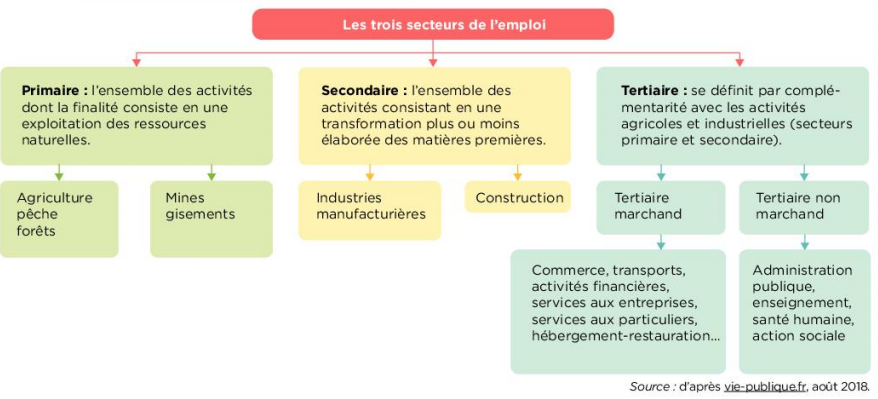 Les trois secteurs de l'emploi
Primaire : l'ensemble des activités
dont la finalité consiste en une
exploitation des ressources
naturelles.
Secondaire : l'ensemble des
activités consistant en une
transformation plus ou moins
élaborée des matières premières.
Tertiaire : se définit par complé-
mentarité avec les activités
agricoles et industrielles (secteurs
primaire et secondaire).
Agriculture
pêche
forêts
Mines
gisements
Industries
manufacturières
Construction
Tertiaire
marchand
Tertiaire non
marchand
Commerce, transports,
activités financières,
services aux entreprises,
services aux particuliers,
hébergement-restauration...
Administration
publique,
enseignement,
santé humaine,
action sociale
Source : d'après vie-publique.fr, août 2018.